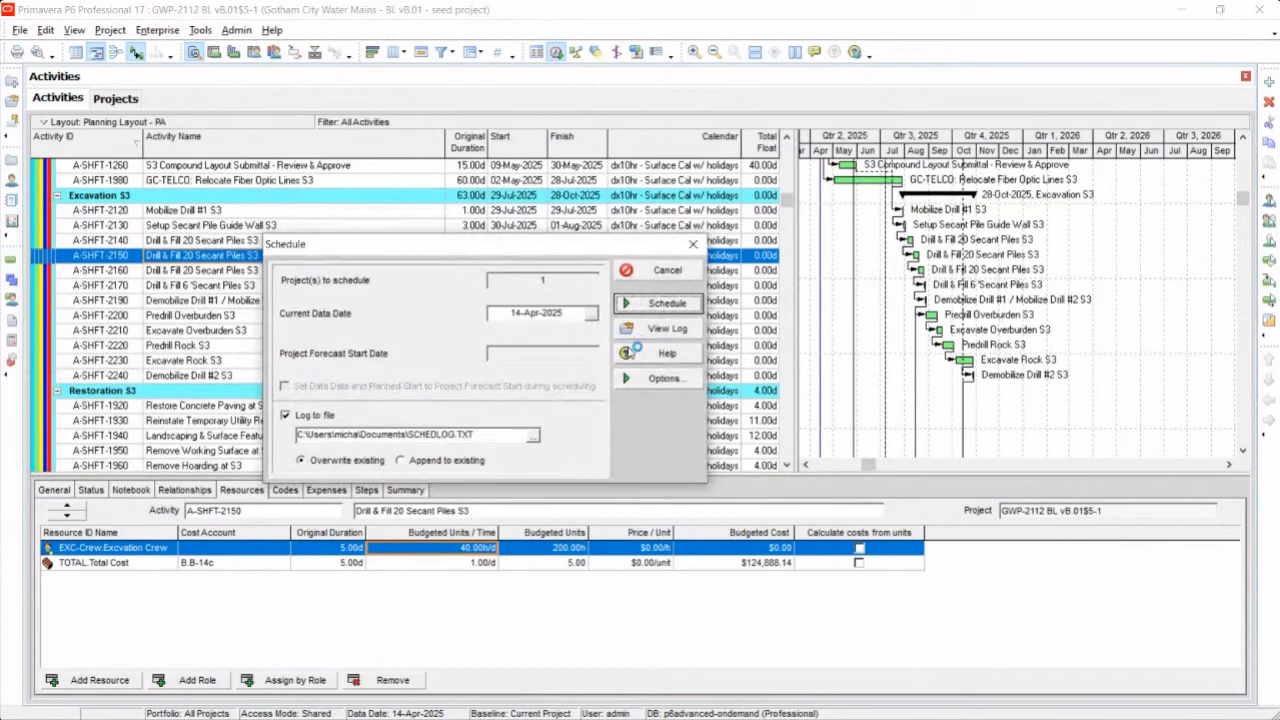 Primavera P6 Professional 17 : GWP-2112 BL vB.01$5-1 (Gotham City Water Mains - BL vB.01 - seed project)
File Edit View Project Enterprise Tools Admin Help
Activities
Activities Projects
Layout: Planning Layout - PA Filter: All Activities
Activity ID Activity Name Original Duration Start Finish Calendar Total Float
Qtr 2, 2025 Qtr 3, 2025 Qtr 4, 2025 Qtr 1, 2026 Qtr 2, 2026 Qtr 3, 2026
Apr May Jun Jul Aug Sep Oct Nov Dec Jan Feb Mar Apr May Jun Jul Aug Sep
A-SHFT-1260 S3 Compound Layout Submittal - Review & Approve 15.00d 09-May-2025 30-May-2025 dx10hr - Surface Cal w/ holidays 40.00d S3 Compound Layout Submittal - Review & Approve
A-SHFT-1980 GC-TELCO: Relocate Fiber Optic Lines S3 60.00d 02-May-2025 28-Jul-2025 dx10hr - Surface Cal w/ holidays 0.00d GC-TELCO: Relocate Fiber Optic Lines S3
Excavation S3 63.00d 29-Jul-2025 28-Oct-2025 dx10hr - Surface Cal w/ holidays 0.00d 28-Oct-2025, Excavation S3
A-SHFT-2120 Mobilize Drill #1 S3 1.00d 29-Jul-2025 29-Jul-2025 dx10hr - Surface Cal w/ holidays 0.00d Mobilize Drill #1 S3
A-SHFT-2130 Setup Secant Pile Guide Wall S3 3.00d 30-Jul-2025 01-Aug-2025 dx10hr - Surface Cal w/ holidays 0.00d Setup Secant Pile Guide Wall S3
A-SHFT-2140 Drill & Fill 20 Secant Piles S3 holidays 0.00d Drill & Fill 20 Secant Piles S3
A-SHFT-2150 Drill & Fill 20 Secant Piles S3 holidays 0.00d Drill & Fill 20 Secant Piles S3
A-SHFT-2160 Drill & Fill 20 Secant Piles S3 holidays 0.00d Drill & Fill 20 Secant Piles S3
A-SHFT-2170 Drill & Fill 6 Secant Piles S3 holidays 0.00d Drill & Fill 6 Secant Piles S3
A-SHFT-2190 Demobilize Drill #1 / Mobilize holidays 0.00d Demobilize Drill #1 / Mobilize Drill #2 S3
A-SHFT-2200 Predrill Overburden S3 holidays 0.00d Predrill Overburden S3
A-SHFT-2210 Excavate Overburden S3 holidays 0.00d Excavate Overburden S3
A-SHFT-2220 Predrill Rock S3 holidays 0.00d Predrill Rock S3
A-SHFT-2230 Excavate Rock S3 holidays 0.00d Excavate Rock S3
A-SHFT-2240 Demobilize Drill #2 S3 holidays 0.00d Demobilize Drill #2 S3
Restoration S3 holidays 4.00d
A-SHFT-1920 Restore Concrete Paving at S3 holidays 4.00d
A-SHFT-1930 Reinstate Temporary Utility R holidays 11.00d
A-SHFT-1940 Landscaping & Surface Featu holidays 12.00d
A-SHFT-1950 Remove Working Surface at holidays 4.00d
A-SHFT-1960 Remove Hoarding at S3 holidays 4.00d
Schedule
Project(s) to schedule 1
Current Data Date 14-Apr-2025 ...
Project Forecast Start Date
Set Data Date and Planned Start to Project Forecast Start during scheduling
Log to file
C:\Users\micha\Documents\SCHEDLOG.TXT ...
Overwrite existing Append to existing
Cancel
Schedule
View Log
Help
Options...
General Status Notebook Relationships Resources Codes Expenses Steps Summary
Activity A-SHFT-2150 Drill & Fill 20 Secant Piles S3 Project GWP-2112 BL vB.01$5-1
Resource ID Name Cost Account Original Duration Budgeted Units / Time Budgeted Units Price / Unit Budgeted Cost Calculate costs from units
EXC-Crew.Excvation Crew 5.00d 40.00h/d 200.00h $0.00/h $0.00
TOTAL.Total Cost B.B-14c 5.00d 1.00/d 5.00 $0.00/unit $124,888.14
Add Resource Add Role Assign by Role Remove
Portfolio: All Projects Access Mode: Shared Data Date: 14-Apr-2025 Baseline: Current Project User: admin DB: p6advanced-ondemand (Professional)